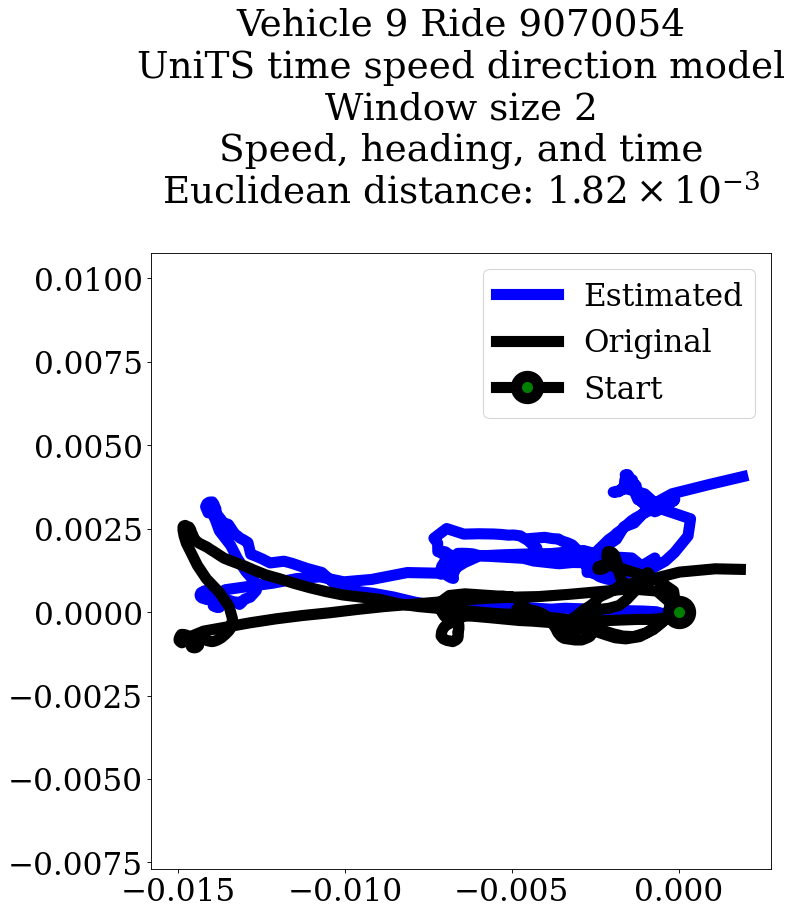 Vehicle 9 Ride 9070054
UniTS time speed direction model
Window size 2
Speed, heading, and time
Euclidean distance: 1.82 × 10⁻³
0.0100
0.0075
0.0050
0.0025
0.0000
−0.0025
−0.0050
−0.0075
Estimated
Original
Start
−0.015 −0.010 −0.005 0.000